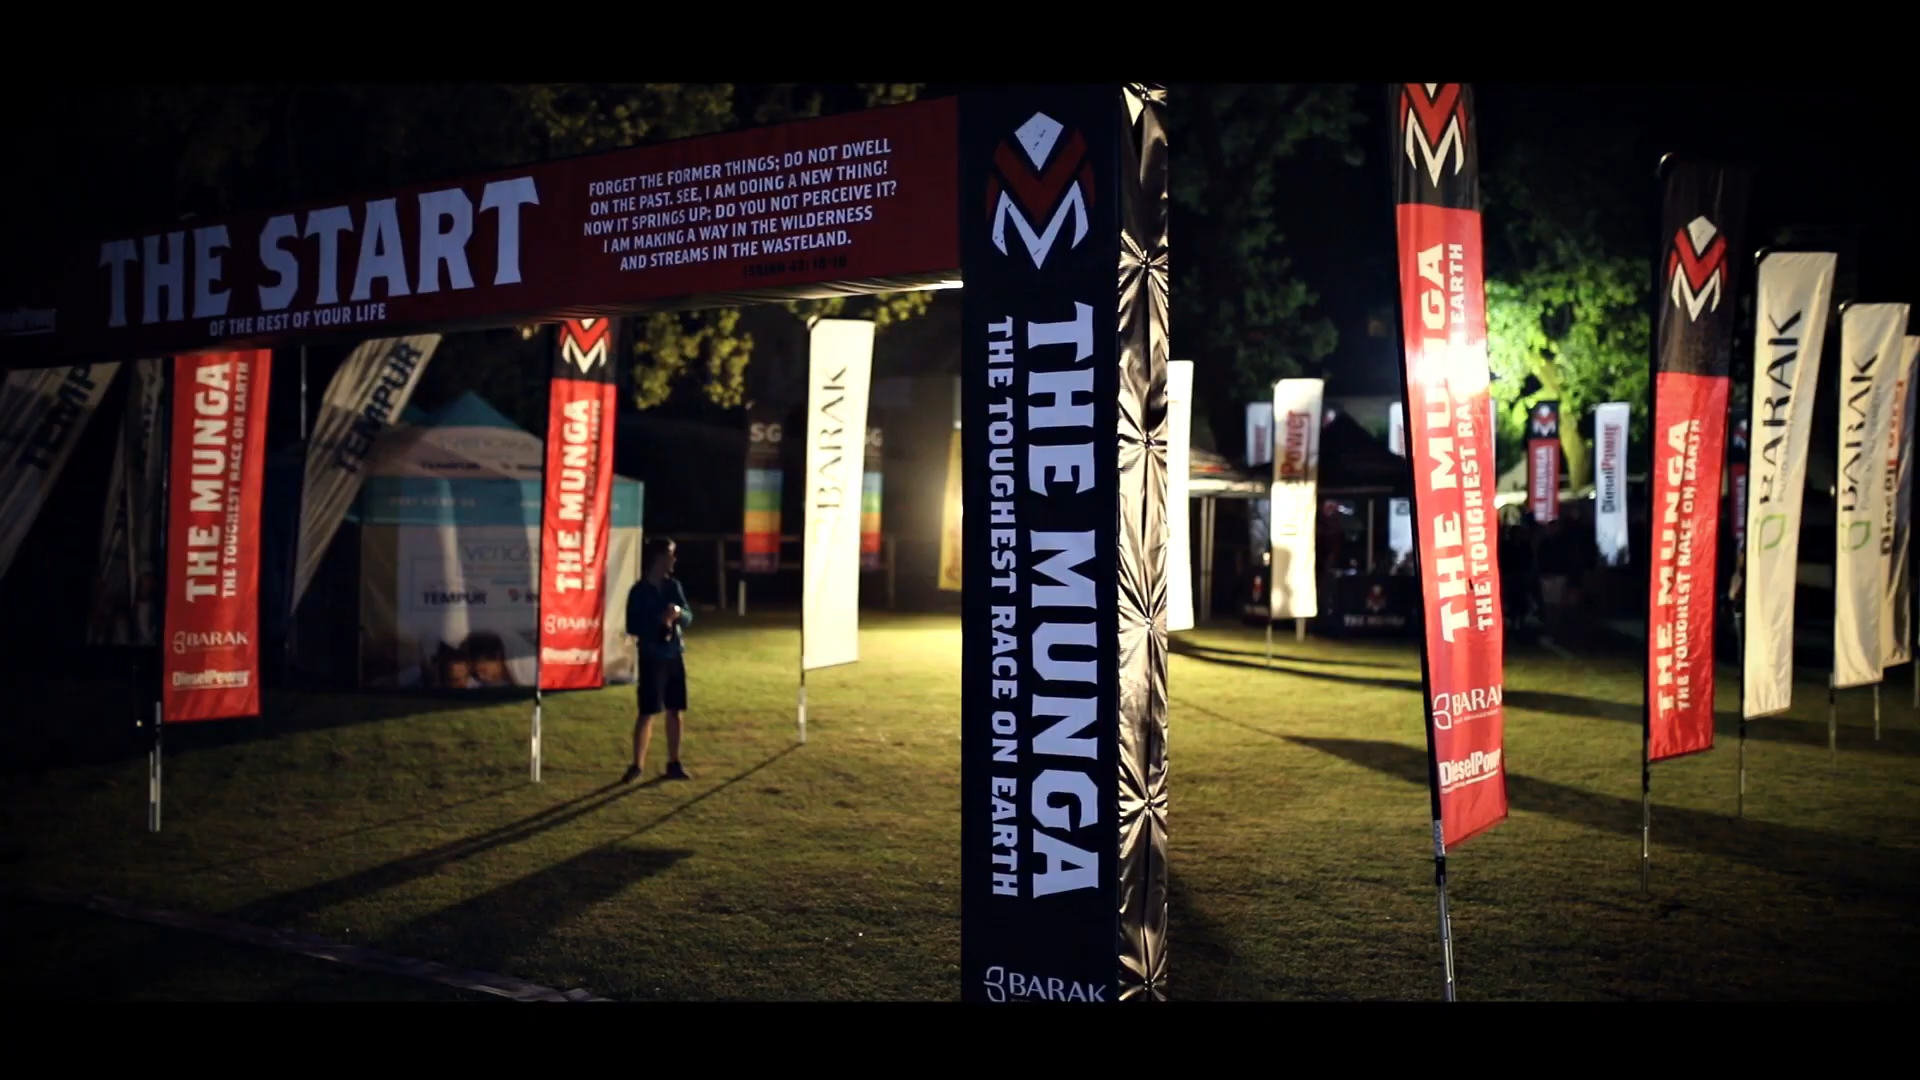 THE START
OF THE REST OF YOUR LIFE
FORGET THE FORMER THINGS; DO NOT DWELL
ON THE PAST. SEE, I AM DOING A NEW THING!
NOW IT SPRINGS UP; DO YOU NOT PERCEIVE IT?
I AM MAKING A WAY IN THE WILDERNESS
AND STREAMS IN THE WASTELAND.
THE MUNGA
THE TOUGHEST RACE ON EARTH
BARAK
TEMP
THE MUNGA
THE TOUGHEST RACE ON EARTH
BARAK
DieselPower
TEMPUR
TEMPUR
THE MUNGA
BARAK
DieselPower
SG
BARAK
SG
Power
DieselPower
THE MUNGA
THE TOUGHEST RACE ON EARTH
BARAK
DieselPower
THE MUNGA
THE TOUGHEST RACE ON EARTH
BARAK
BARAK